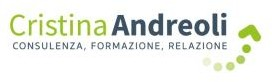 Cristina Andreoli
CONSULENZA, FORMAZIONE, RELAZIONE